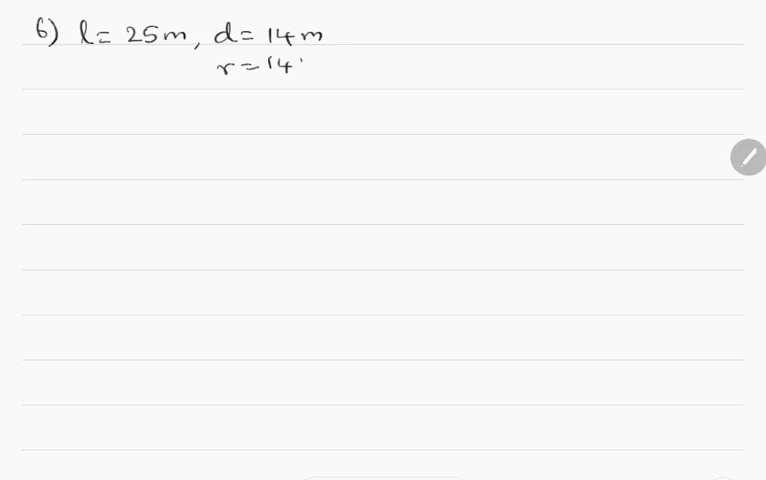 6) l = 25m, d = 14m
r = 14